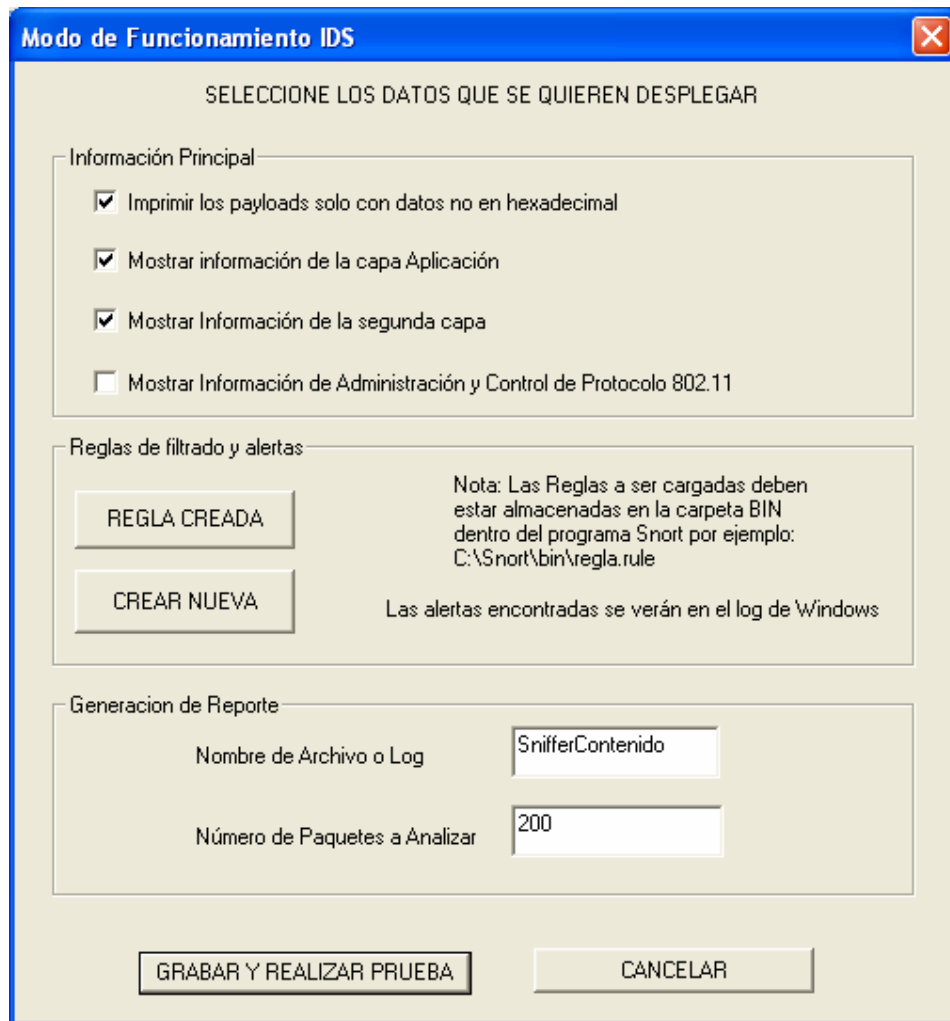 Modo de Funcionamiento IDS
SELECCIONE LOS DATOS QUE SE QUIEREN DESPLEGAR
Información Principal
Imprimir los payloads solo con datos no en hexadecimal
Mostrar información de la capa Aplicación
Mostrar Información de la segunda capa
Mostrar Información de Administración y Control de Protocolo 802.11
Reglas de filtrado y alertas
REGLA CREADA
CREAR NUEVA
Nota: Las Reglas a ser cargadas deben
estar almacenadas en la carpeta BIN
dentro del programa Snort por ejemplo:
C:\Snort\bin\regla.rule
Las alertas encontradas se verán en el log de Windows
Generacion de Reporte
Nombre de Archivo o Log
SnifferContenido
Número de Paquetes a Analizar
200
GRABAR Y REALIZAR PRUEBA
CANCELAR